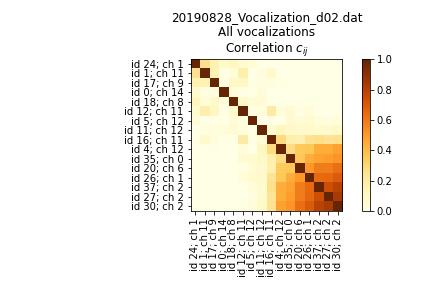 20190828_Vocalization_d02.dat
All vocalizations
Correlation c_ij
id 24; ch 1
id 1; ch 11
id 17; ch 9
id 0; ch 14
id 18; ch 8
id 12; ch 11
id 5; ch 12
id 11; ch 12
id 16; ch 11
id 4; ch 12
id 35; ch 0
id 20; ch 6
id 26; ch 1
id 37; ch 2
id 27; ch 2
id 30; ch 2
id 24; ch 1
id 1; ch 11
id 17; ch 9
id 0; ch 14
id 18; ch 8
id 12; ch 11
id 5; ch 12
id 11; ch 12
id 16; ch 11
id 4; ch 12
id 35; ch 0
id 20; ch 6
id 26; ch 1
id 37; ch 2
id 27; ch 2
id 30; ch 2
1.0
0.8
0.6
0.4
0.2
0.0